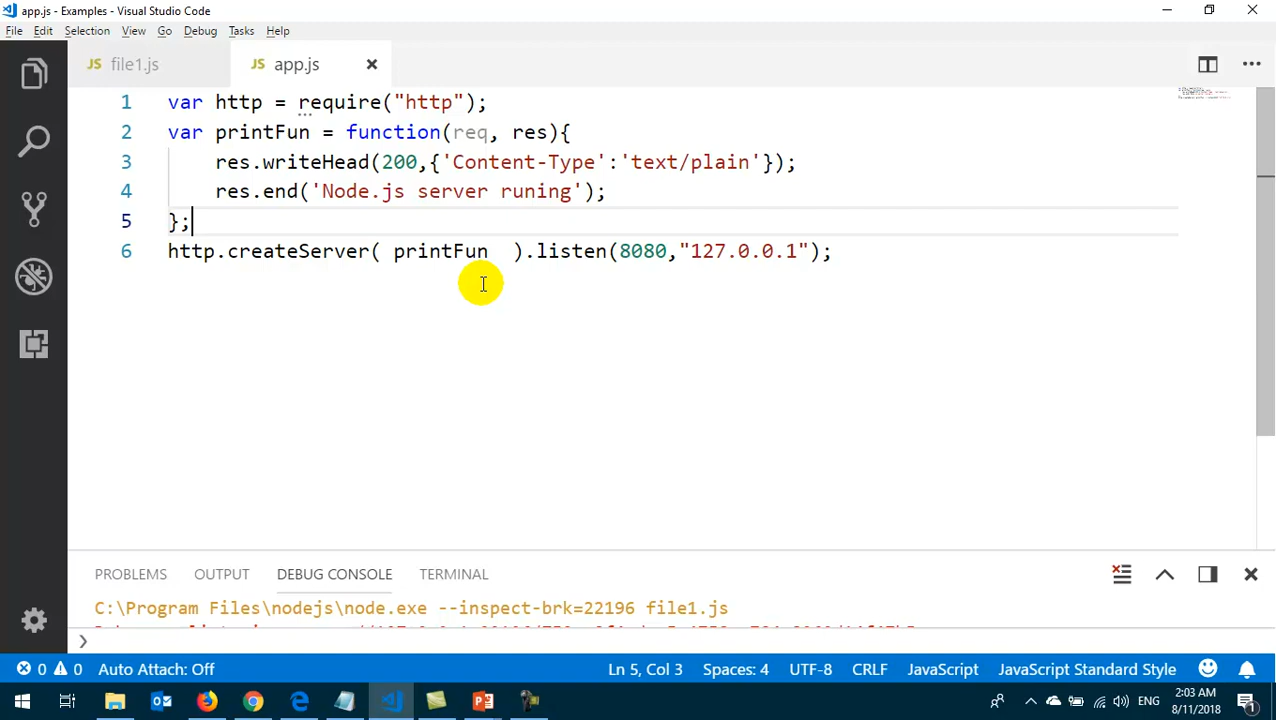 app.js - Examples - Visual Studio Code
File Edit Selection View Go Debug Tasks Help
JS file1.js JS app.js
1 var http = require("http");
2 var printFun = function(req, res){
3 res.writeHead(200,{'Content-Type':'text/plain'});
4 res.end('Node.js server runing');
5 };
6 http.createServer( printFun ).listen(8080,"127.0.0.1");
PROBLEMS OUTPUT DEBUG CONSOLE TERMINAL
C:\Program Files\nodejs\node.exe --inspect-brk=22196 file1.js
0 0 Auto Attach: Off Ln 5, Col 3 Spaces: 4 UTF-8 CRLF JavaScript JavaScript Standard Style
ENG 2:03 AM
8/11/2018 1